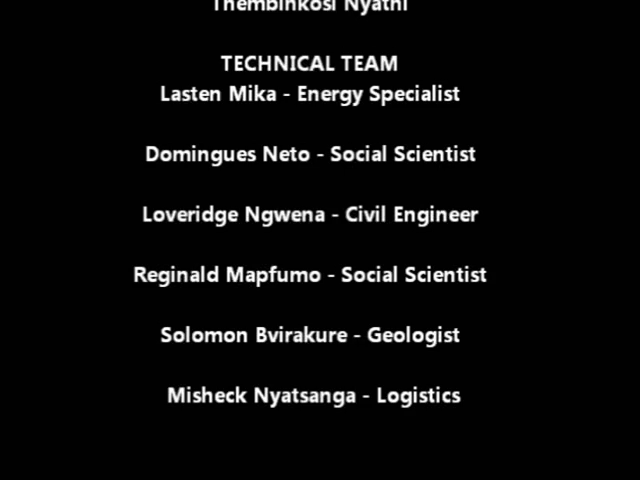 Thembinkosi Nyathi
TECHNICAL TEAM
Lasten Mika - Energy Specialist
Domingues Neto - Social Scientist
Loveridge Ngwena - Civil Engineer
Reginald Mapfumo - Social Scientist
Solomon Bvirakure - Geologist
Misheck Nyatsanga - Logistics